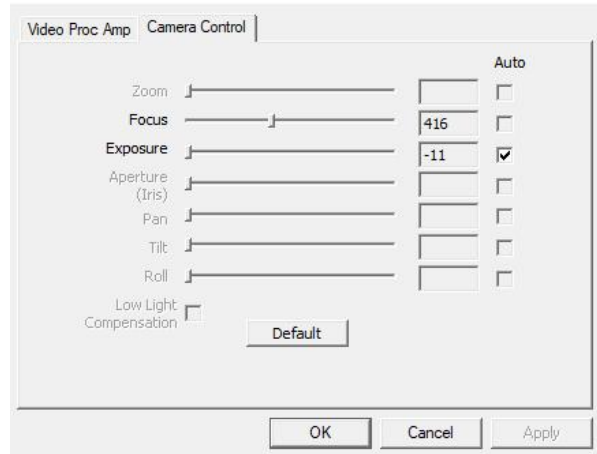 Video Proc Amp Camera Control
Auto
Zoom
Focus 416
Exposure -11
Aperture
(Iris)
Pan
Tilt
Roll
Low Light
Compensation
Default
OK Cancel Apply